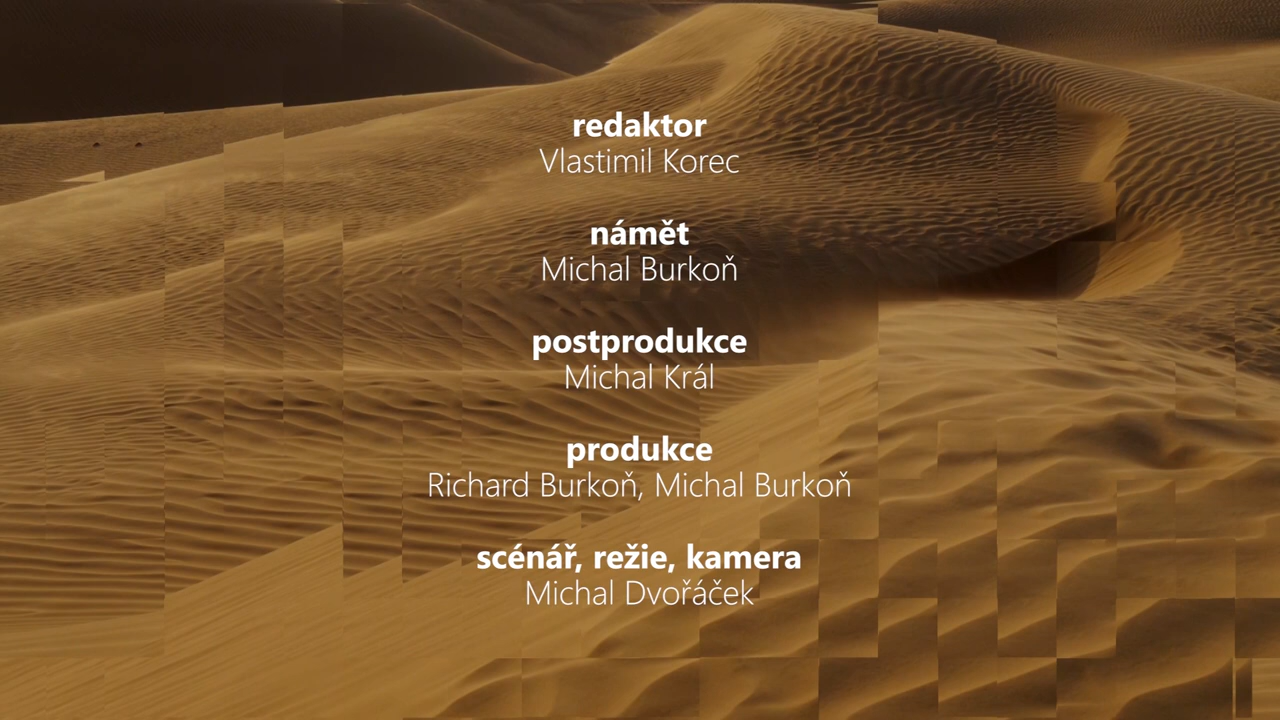 redaktor
Vlastimil Korec
námět
Michal Burkoň
postprodukce
Michal Král
produkce
Richard Burkoň, Michal Burkoň
scénář, režie, kamera
Michal Dvořáček